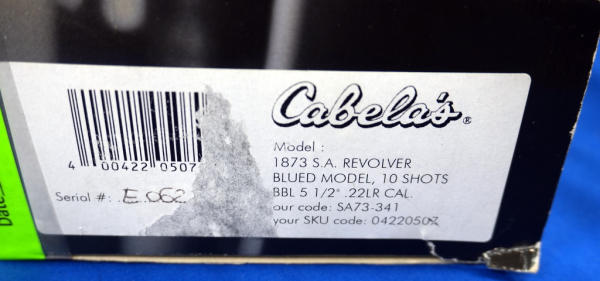 Cabela's®
Model :
1873 S.A. REVOLVER
BLUED MODEL, 10 SHOTS
BBL 5 1/2" .22LR CAL.
our code: SA73-341
your SKU code: 04220507
4 00422 0507
Serial #: E.062
Date